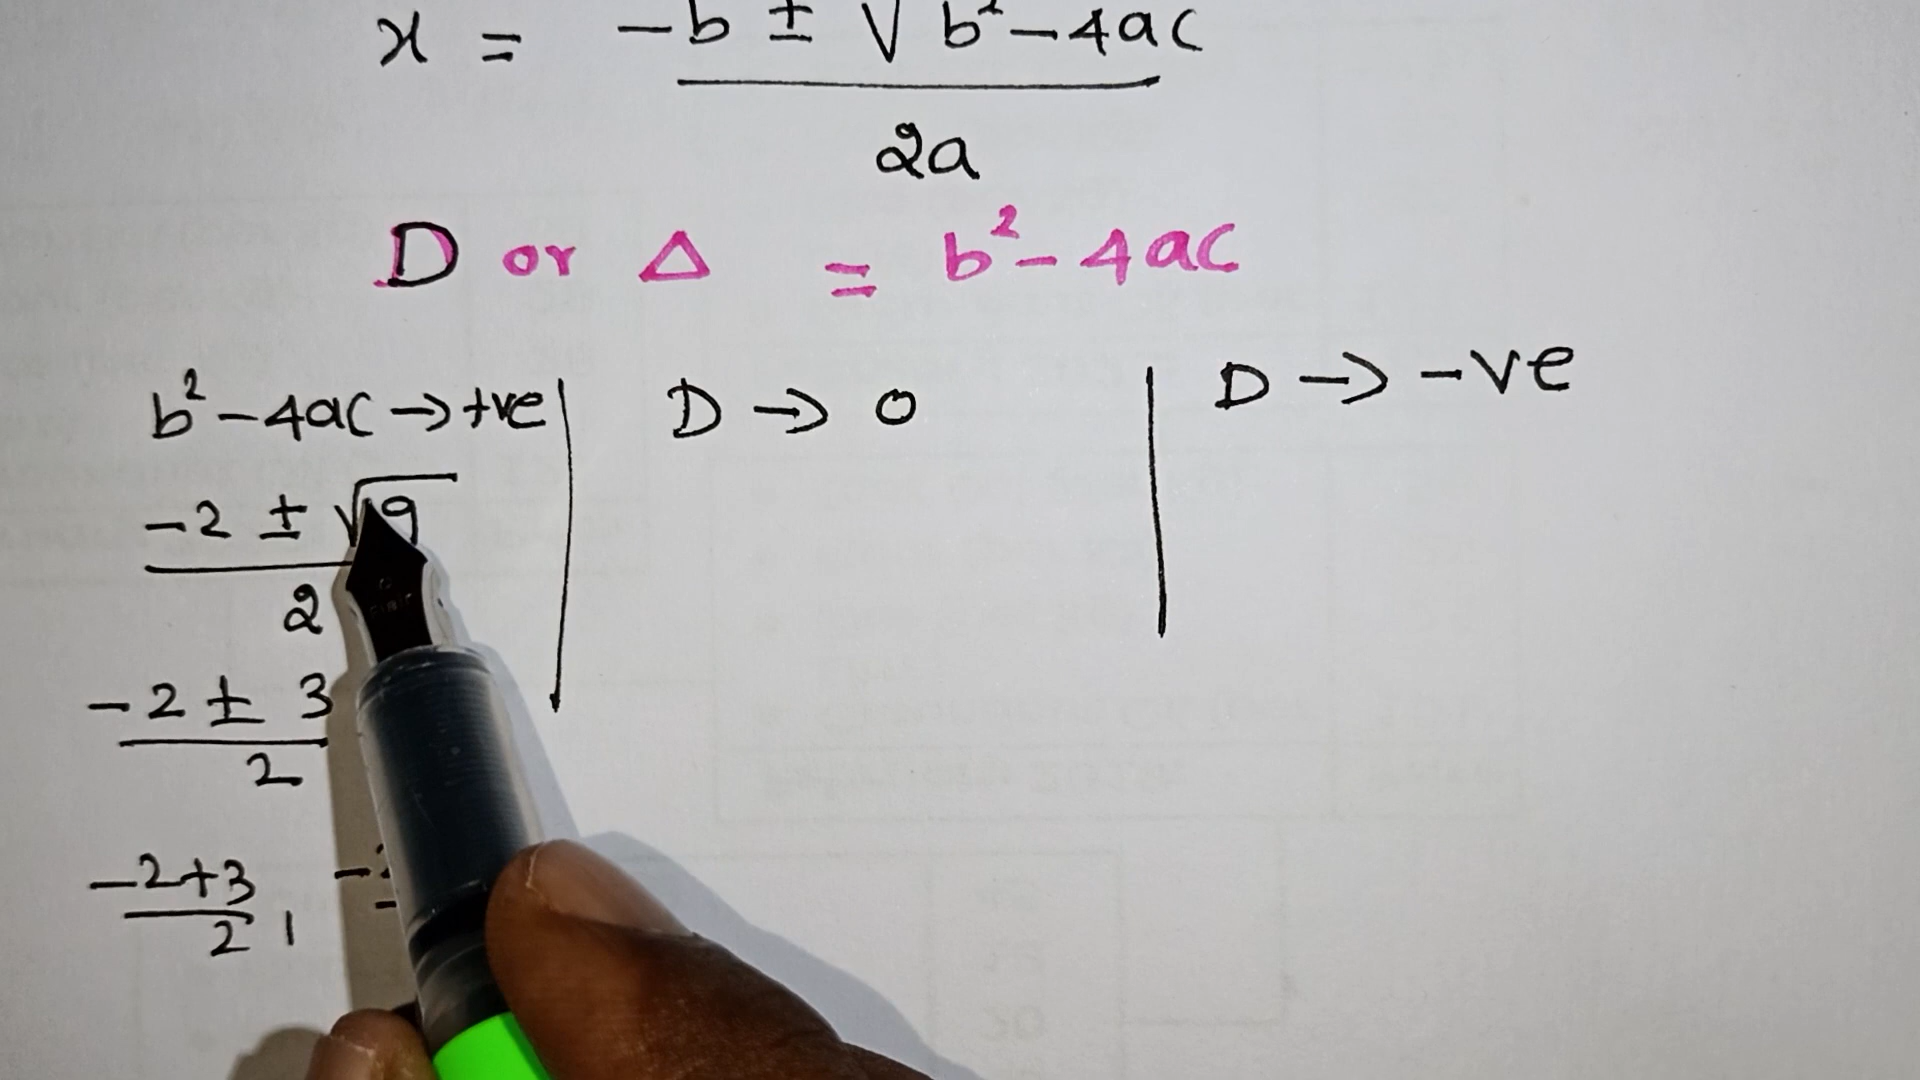 x = -b ± √b²-4ac
2a
D or Δ = b²-4ac
b²-4ac → +ve
D → 0
D → -ve
-2 ± √9
2
-2 ± 3
2
-2+3
2 ,